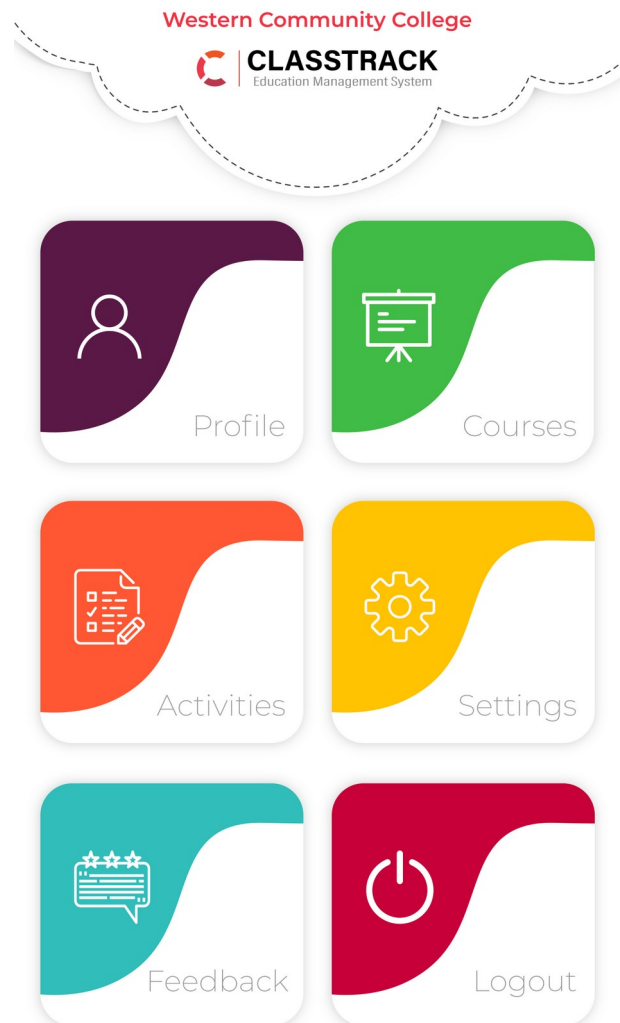 Western Community College
CLASSTRACK
Education Management System
Profile
Courses
Activities
Settings
Feedback
Logout